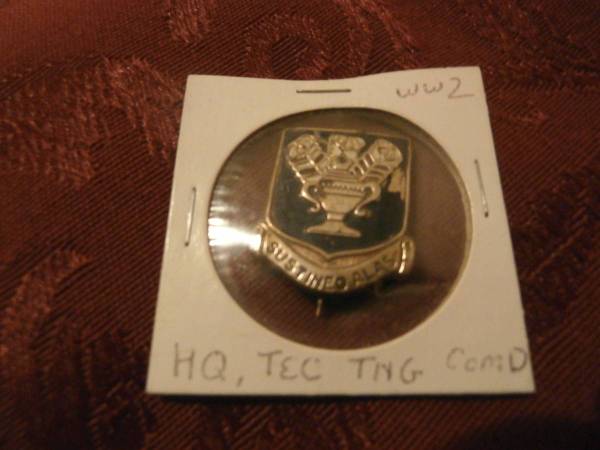 WW2
SUSTINEO ALAS
HQ, TEC TNG ComD